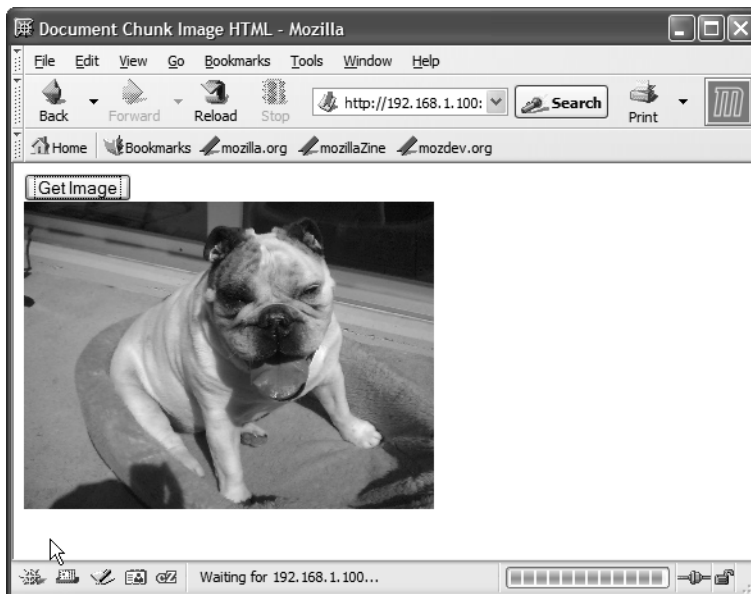 Document Chunk Image HTML - Mozilla
File Edit View Go Bookmarks Tools Window Help
Back Forward Reload Stop http://192.168.1.100: Search Print
Home Bookmarks mozilla.org mozillaZine mozdev.org
Get Image
Waiting for 192.168.1.100...